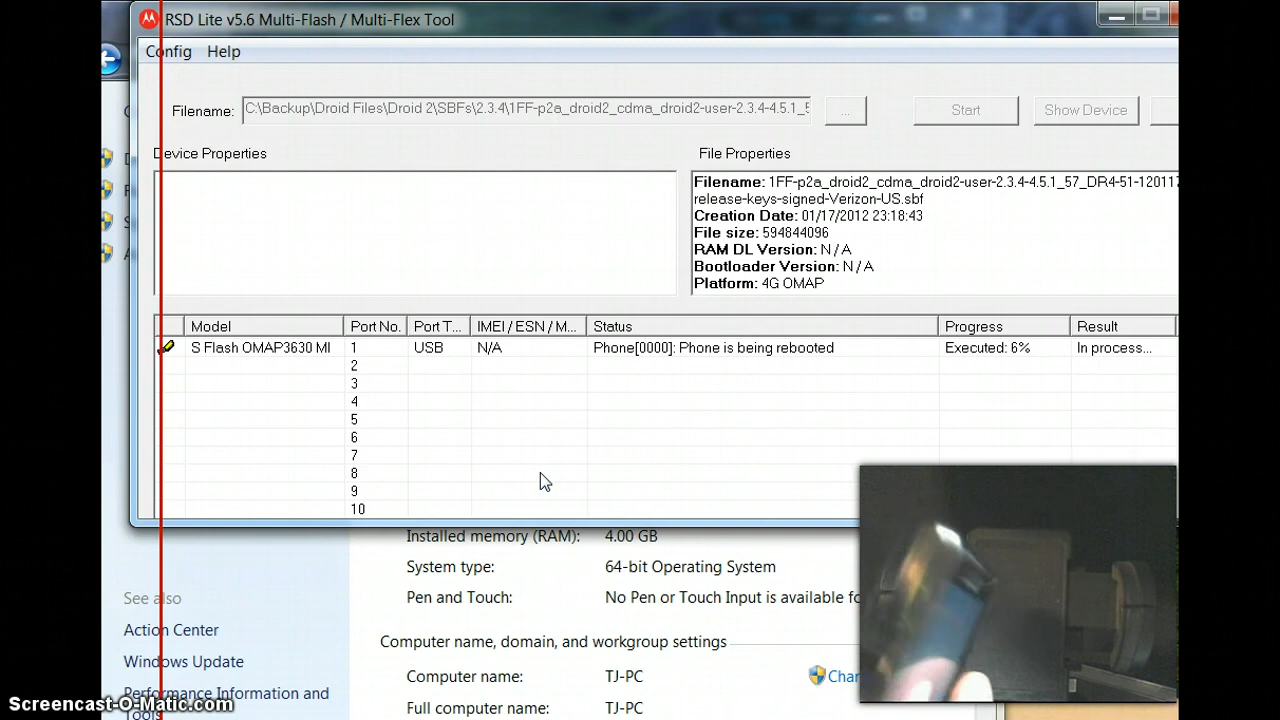 RSD Lite v5.6 Multi-Flash / Multi-Flex Tool
Config Help
Filename: C:\Backup\Droid Files\Droid 2\SBFs\2.3.4\1FF-p2a_droid2_cdma_droid2-user-2.3.4-4.5.1_5 ... Start Show Device
Device Properties
File Properties
Filename: 1FF-p2a_droid2_cdma_droid2-user-2.3.4-4.5.1_57_DR4-51-120117
release-keys-signed-Verizon-US.sbf
Creation Date: 01/17/2012 23:18:43
File size: 594844096
RAM DL Version: N/A
Bootloader Version: N/A
Platform: 4G OMAP
Model Port No. Port T... IMEI / ESN / M... Status Progress Result
S Flash OMAP3630 MI 1 USB N/A Phone[0000]: Phone is being rebooted Executed: 6% In process...
2
3
4
5
6
7
8
9
10
Installed memory (RAM): 4.00 GB
System type: 64-bit Operating System
Pen and Touch: No Pen or Touch Input is available fo
Computer name, domain, and workgroup settings
Computer name: TJ-PC Chan
Full computer name: TJ-PC
See also
Action Center
Windows Update
Performance Information and
Tools
Screencast-O-Matic.com